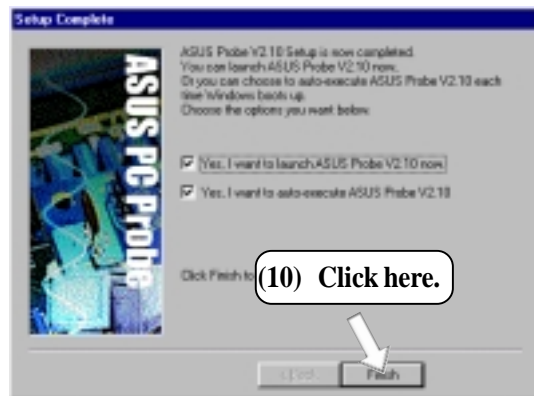 Setup Complete
ASUS PC Probe
ASUS Probe V2.10 Setup is now completed.
You can launch ASUS Probe V2.10 now.
Or you can choose to auto-execute ASUS Probe V2.10 each
time Windows boots up.
Choose the options you want below.
Yes, I want to launch ASUS Probe V2.10 now.
Yes, I want to auto-execute ASUS Probe V2.10
Click Finish to
(10) Click here.
< Back
Finish